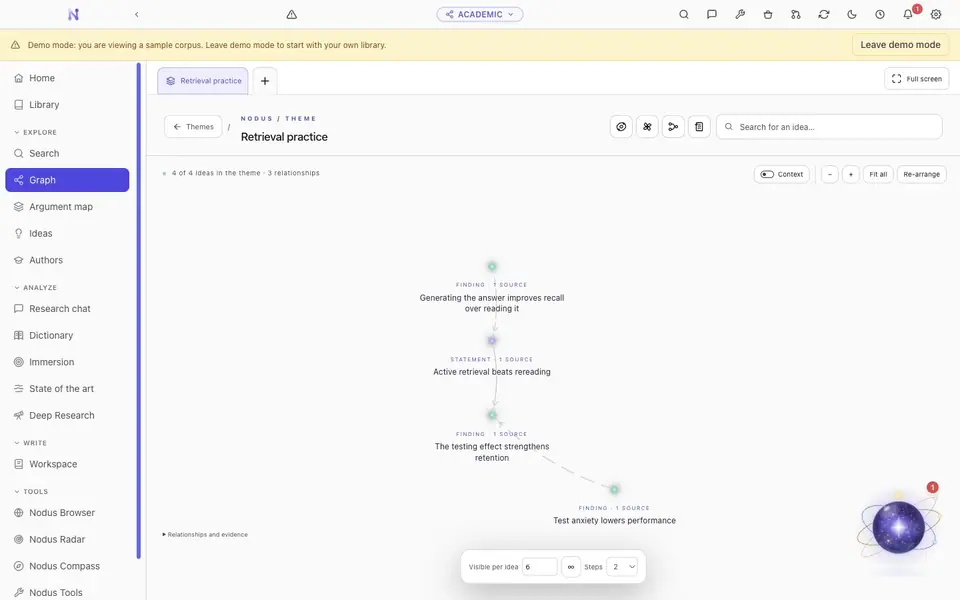 N
ACADEMIC
1
Demo mode: you are viewing a sample corpus. Leave demo mode to start with your own library.
Leave demo mode
Home
Library
EXPLORE
Search
Graph
Argument map
Ideas
Authors
ANALYZE
Research chat
Dictionary
Immersion
State of the art
Deep Research
WRITE
Workspace
TOOLS
Nodus Browser
Nodus Radar
Nodus Compass
Nodus Tools
Retrieval practice
+
Full screen
Themes
/
NODUS / THEME
Retrieval practice
Search for an idea...
4 of 4 ideas in the theme · 3 relationships
Context
−
+
Fit all
Re-arrange
FINDING · 1 SOURCE
Generating the answer improves recall
over reading it
STATEMENT · 1 SOURCE
Active retrieval beats rereading
FINDING · 1 SOURCE
The testing effect strengthens
retention
FINDING · 1 SOURCE
Test anxiety lowers performance
Relationships and evidence
Visible per idea 6 ∞ Steps 2
1